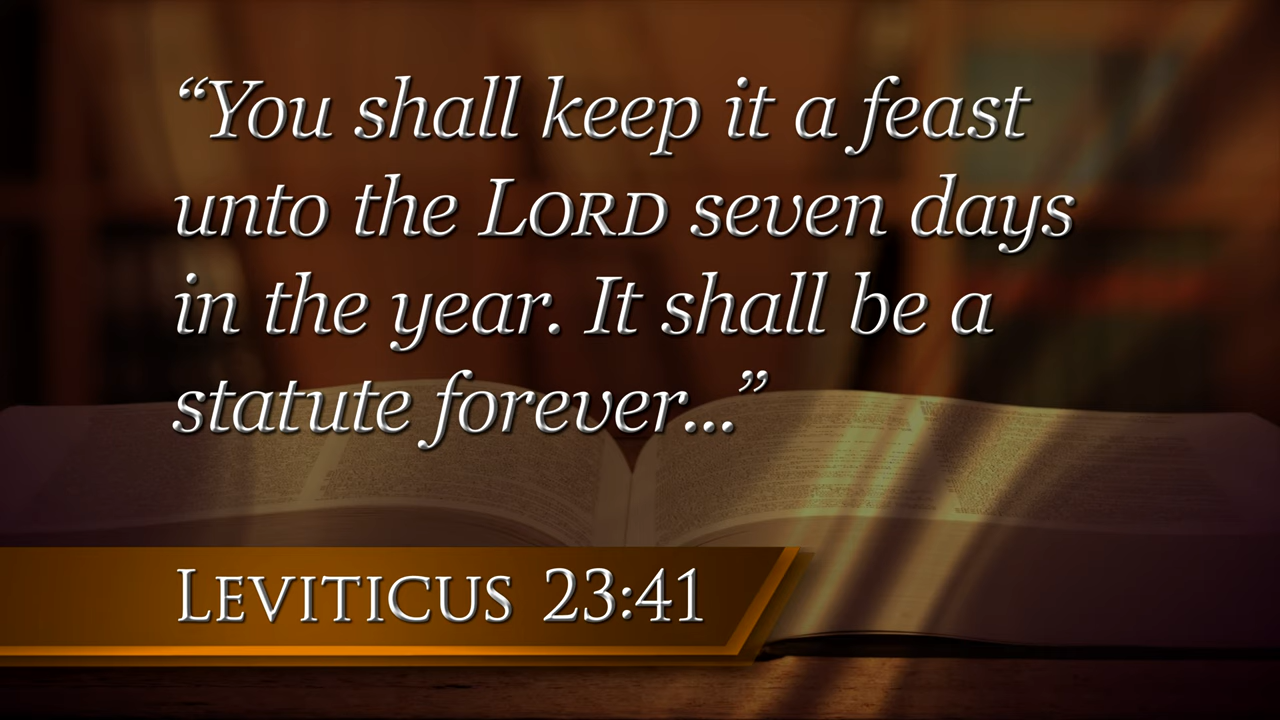 “You shall keep it a feast
unto the LORD seven days
in the year. It shall be a
statute forever...”
LEVITICUS 23:41